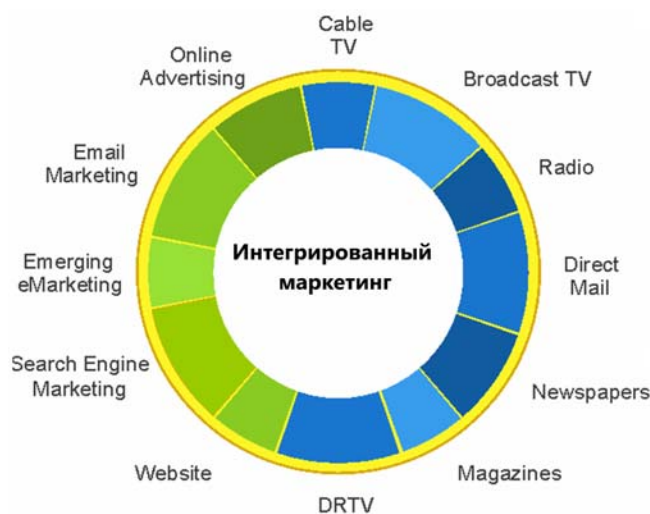 Cable
TV
Online
Advertising
Broadcast TV
Email
Marketing
Radio
Интегрированный
маркетинг
Emerging
eMarketing
Direct
Mail
Search Engine
Marketing
Newspapers
Website
Magazines
DRTV